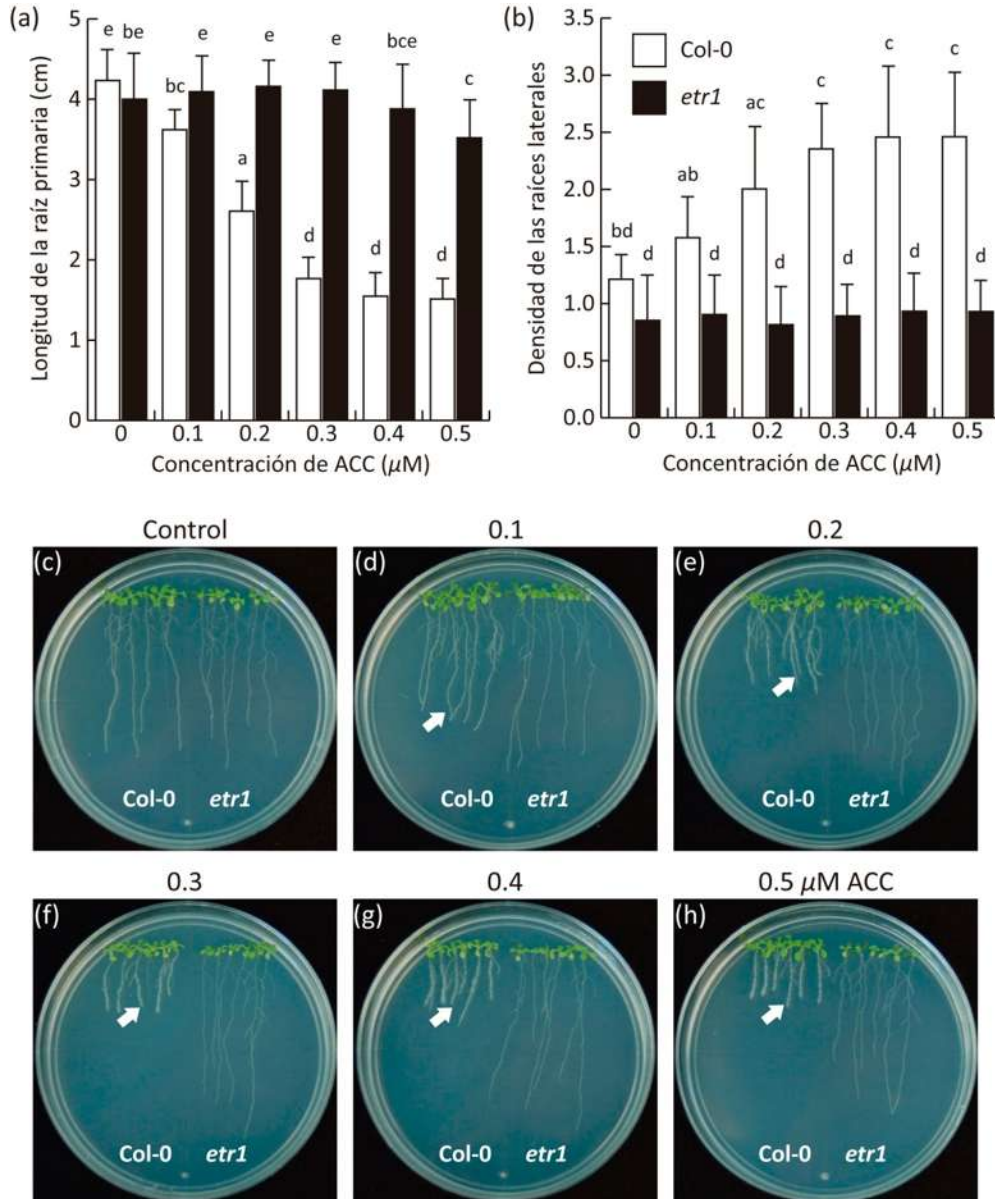 (a)
Longitud de la raíz primaria (cm)
5
4
3
2
1
0
e
be
bc
e
a
e
d
e
d
bce
d
c
0
0.1
0.2
0.3
0.4
0.5
Concentración de ACC (μM)
(b)
Densidad de las raíces laterales
3.5
3.0
2.5
2.0
1.5
1.0
0.5
0.0
Col-0
etr1
bd
d
ab
d
ac
d
c
d
c
d
c
d
0
0.1
0.2
0.3
0.4
0.5
Concentración de ACC (μM)
Control
(c)
Col-0
etr1
0.1
(d)
Col-0
etr1
0.2
(e)
Col-0
etr1
0.3
(f)
Col-0
etr1
0.4
(g)
Col-0
etr1
0.5 μM ACC
(h)
Col-0
etr1